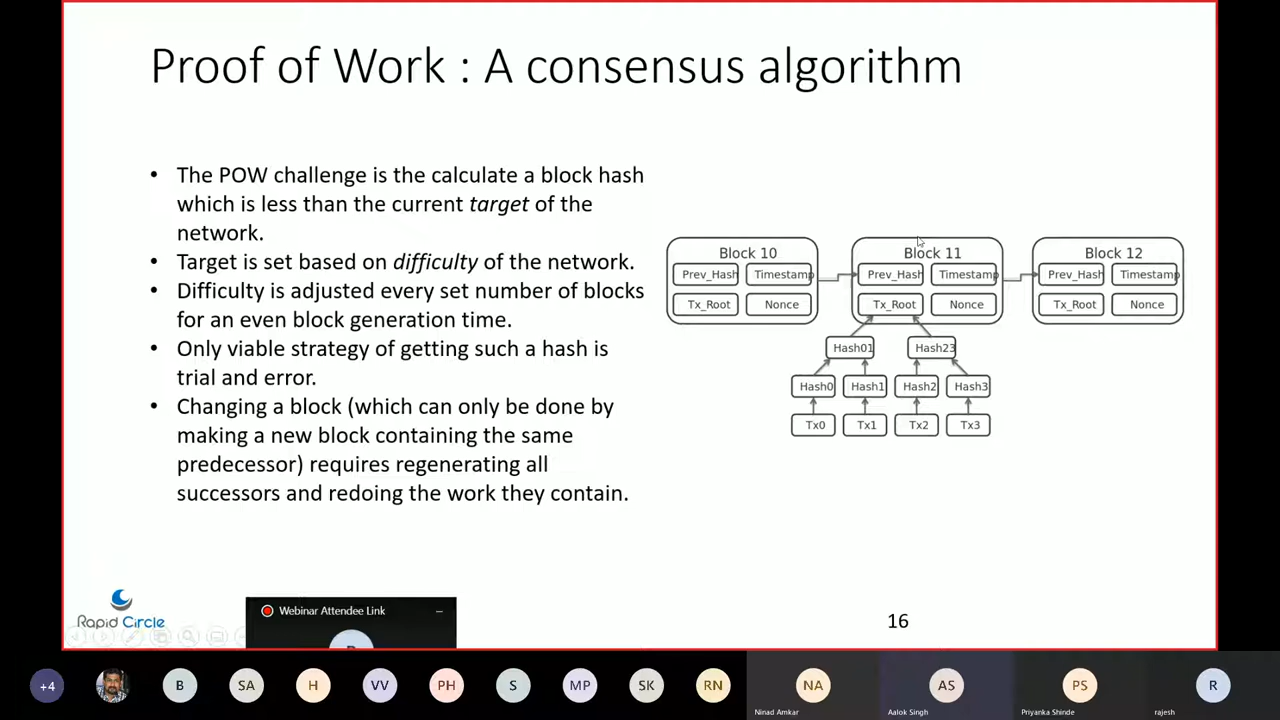 Proof of Work : A consensus algorithm
• The POW challenge is the calculate a block hash
which is less than the current target of the
network.
• Target is set based on difficulty of the network.
• Difficulty is adjusted every set number of blocks
for an even block generation time.
• Only viable strategy of getting such a hash is
trial and error.
• Changing a block (which can only be done by
making a new block containing the same
predecessor) requires regenerating all
successors and redoing the work they contain.
Block 10 Block 11 Block 12
Prev_Hash Timestamp Prev_Hash Timestamp Prev_Hash Timestamp
Tx_Root Nonce Tx_Root Nonce Tx_Root Nonce
Hash01 Hash23
Hash0 Hash1 Hash2 Hash3
Tx0 Tx1 Tx2 Tx3
Rapid Circle
Webinar Attendee Link
16
+4 B SA H VV PH S MP SK RN NA AS PS R
Ninad Amkar Aalok Singh Priyanka Shinde rajesh